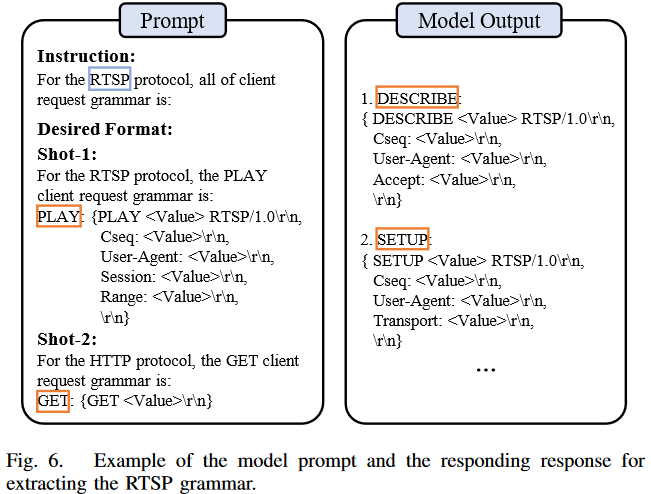 Prompt
Instruction:
For the RTSP protocol, all of client
request grammar is:
Desired Format:
Shot-1:
For the RTSP protocol, the PLAY
client request grammar is:
PLAY: {PLAY <Value> RTSP/1.0\r\n,
Cseq: <Value>\r\n,
User-Agent: <Value>\r\n,
Session: <Value>\r\n,
Range: <Value>\r\n,
\r\n}
Shot-2:
For the HTTP protocol, the GET client
request grammar is:
GET: {GET <Value>\r\n}
Model Output
1. DESCRIBE:
{ DESCRIBE <Value> RTSP/1.0\r\n,
Cseq: <Value>\r\n,
User-Agent: <Value>\r\n,
Accept: <Value>\r\n,
\r\n}
2. SETUP:
{ SETUP <Value> RTSP/1.0\r\n,
Cseq: <Value>\r\n,
User-Agent: <Value>\r\n,
Transport: <Value>\r\n,
\r\n}
...
Fig. 6. Example of the model prompt and the responding response for
extracting the RTSP grammar.